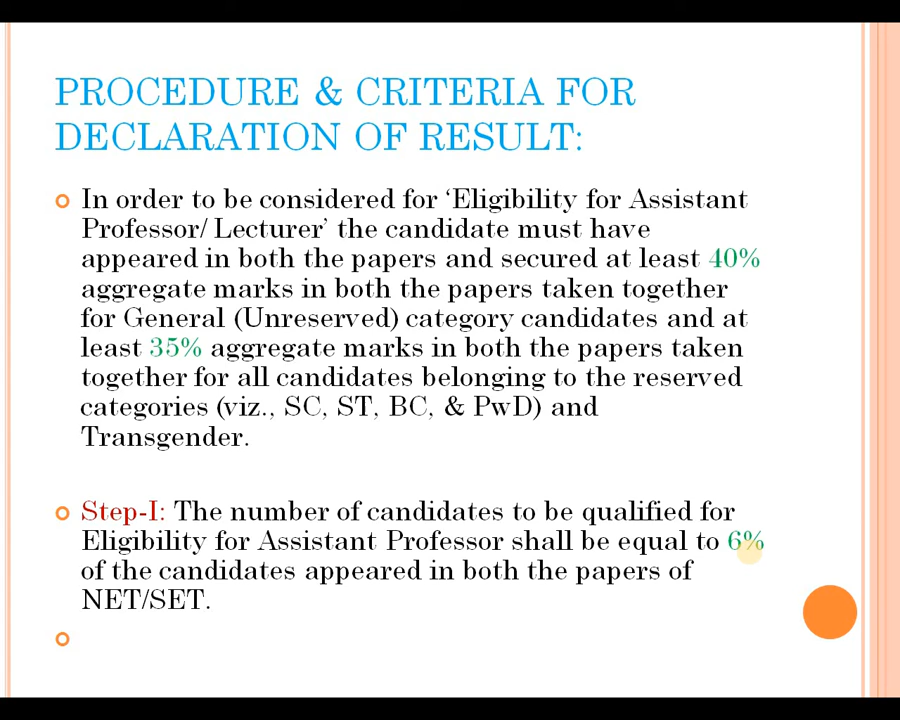 PROCEDURE & CRITERIA FOR
DECLARATION OF RESULT:
In order to be considered for ‘Eligibility for Assistant
Professor/ Lecturer’ the candidate must have
appeared in both the papers and secured at least 40%
aggregate marks in both the papers taken together
for General (Unreserved) category candidates and at
least 35% aggregate marks in both the papers taken
together for all candidates belonging to the reserved
categories (viz., SC, ST, BC, & PwD) and
Transgender.
Step-I: The number of candidates to be qualified for
Eligibility for Assistant Professor shall be equal to 6%
of the candidates appeared in both the papers of
NET/SET.